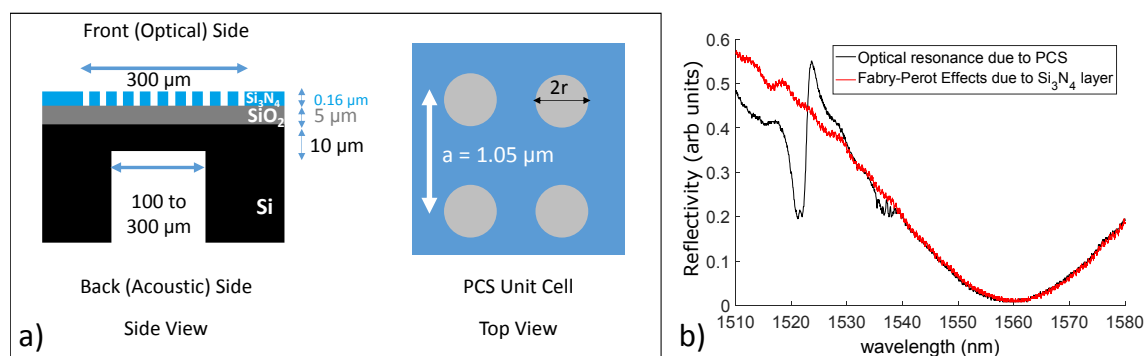 Front (Optical) Side
300 µm
Si₃N₄
0.16 µm
SiO₂
5 µm
10 µm
100 to
300 µm
Si
Back (Acoustic) Side
Side View
a)
2r
a = 1.05 µm
PCS Unit Cell
Top View
b)
Reflectivity (arb units)
0.6
0.5
0.4
0.3
0.2
0.1
0
Optical resonance due to PCS
Fabry-Perot Effects due to Si₃N₄ layer
1510 1520 1530 1540 1550 1560 1570 1580
wavelength (nm)